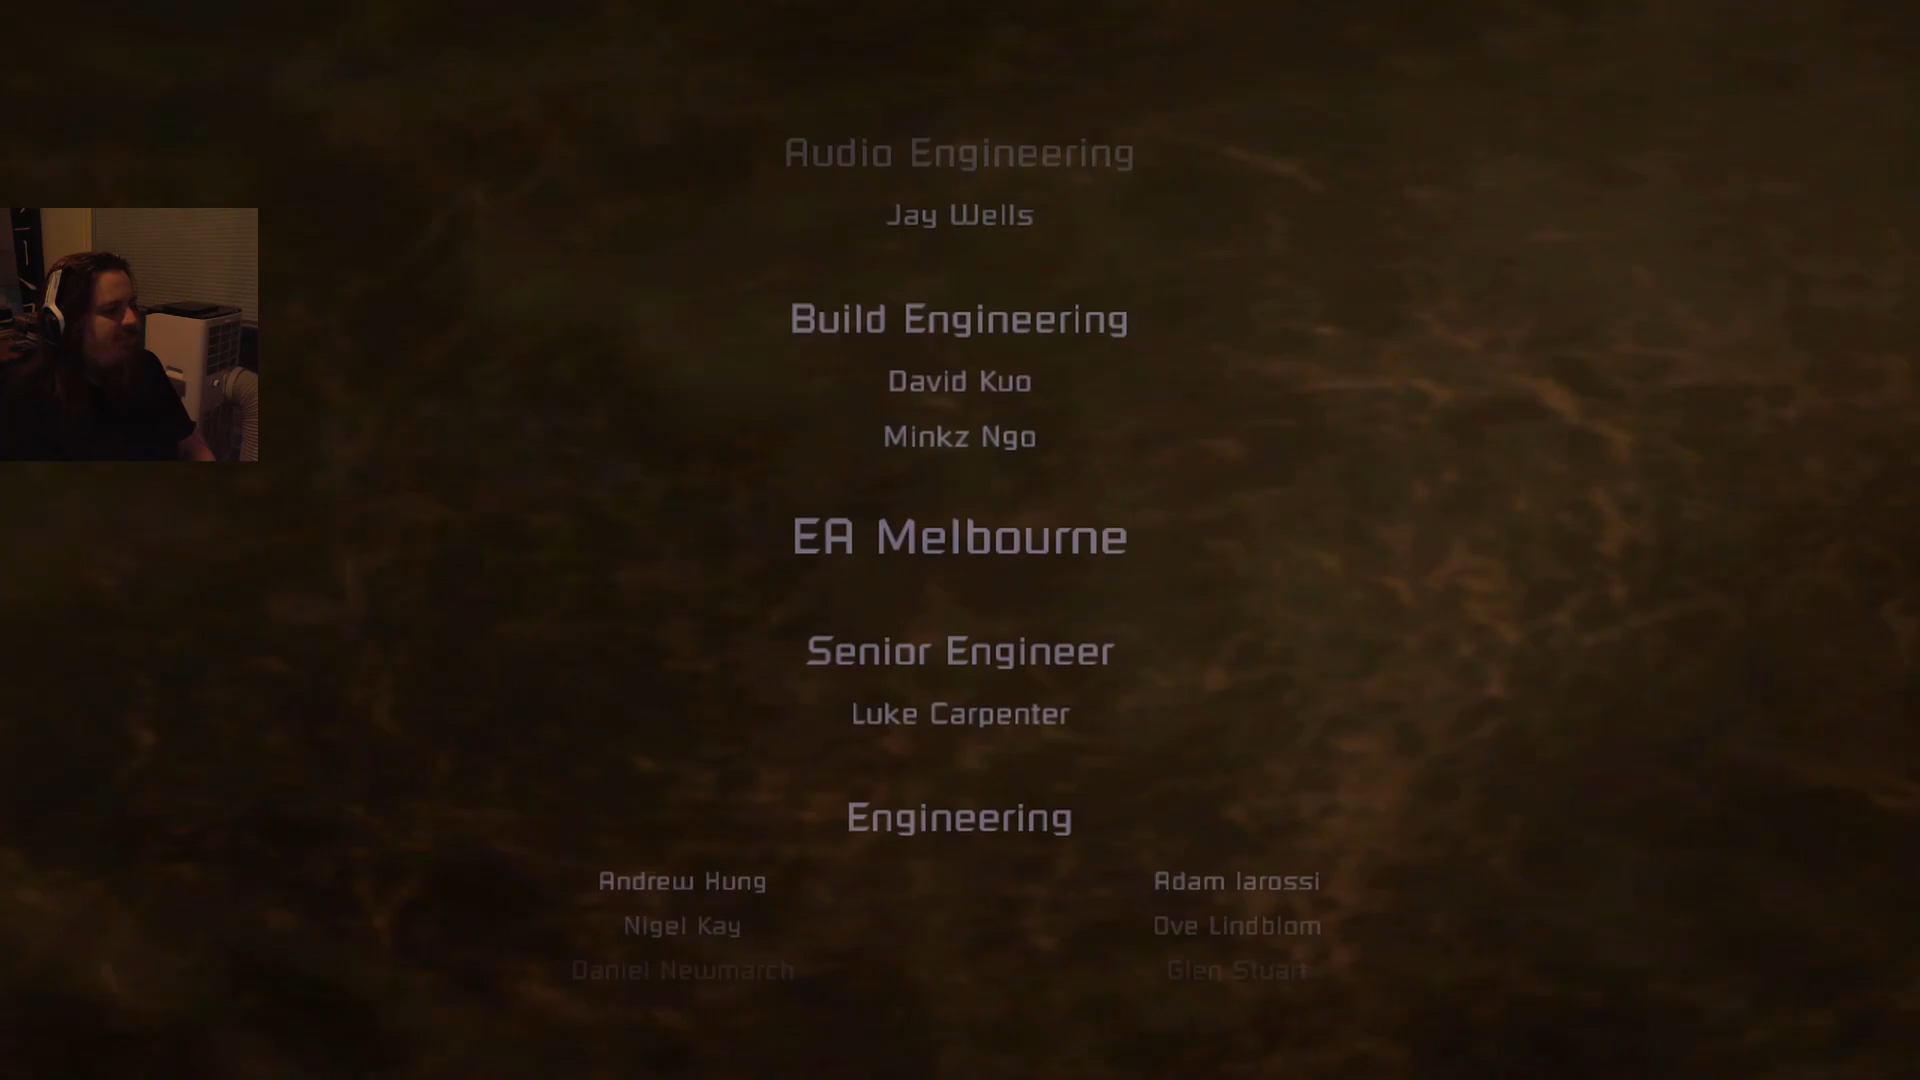 Audio Engineering
Jay Wells
Build Engineering
David Kuo
Minkz Ngo
EA Melbourne
Senior Engineer
Luke Carpenter
Engineering
Andrew Hung
Adam Iarossi
Nigel Kay
Ove Lindblom
Daniel Newmarch
Glen Stuart